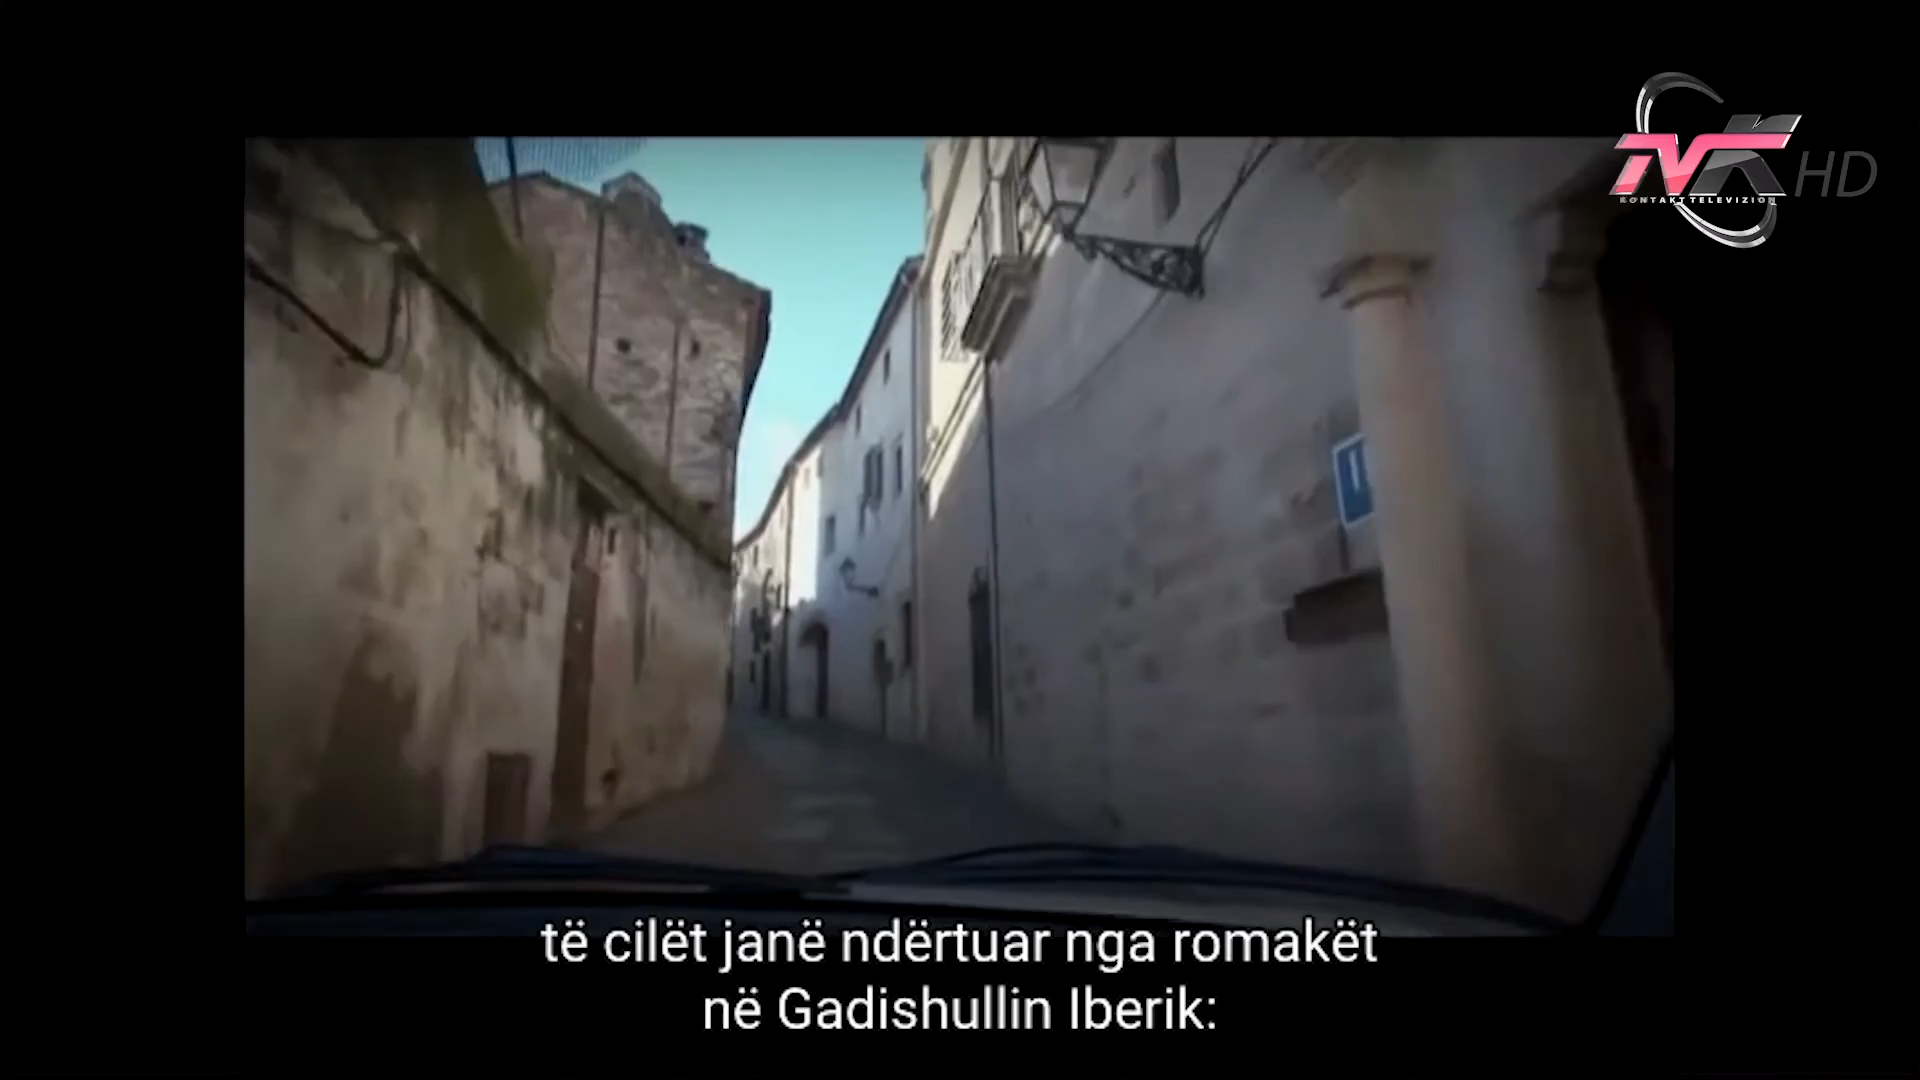 TVK HD
KONTAKT TELEVIZION
të cilët janë ndërtuar nga romakët
në Gadishullin Iberik: